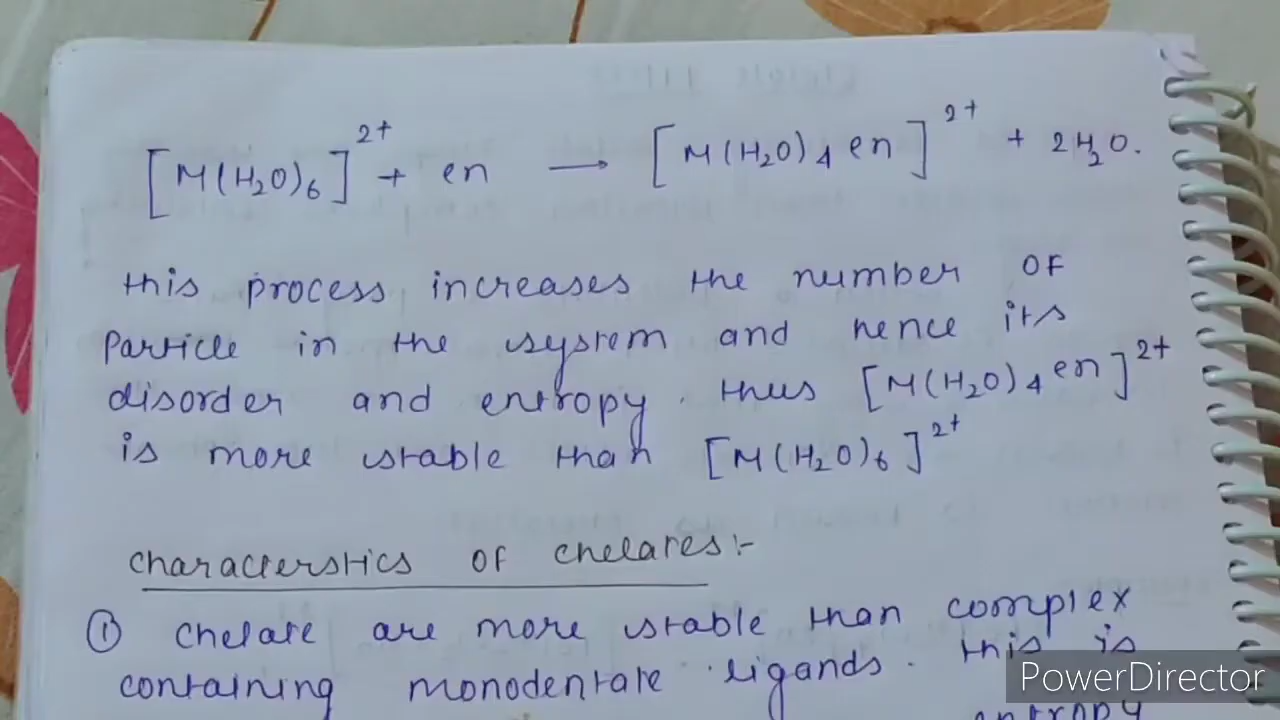 [M(H₂O)₆]²⁺ + en → [M(H₂O)₄ en]²⁺ + 2H₂O.
this process increases the number OF
Particle in the system and hence its
disorder and entropy. thus [M(H₂O)₄ en]²⁺
is more stable than [M(H₂O)₆]²⁺
characterstics OF chelates:-
① chelate are more stable than complex
containing monodentate ligands. this is
entropy
PowerDirector